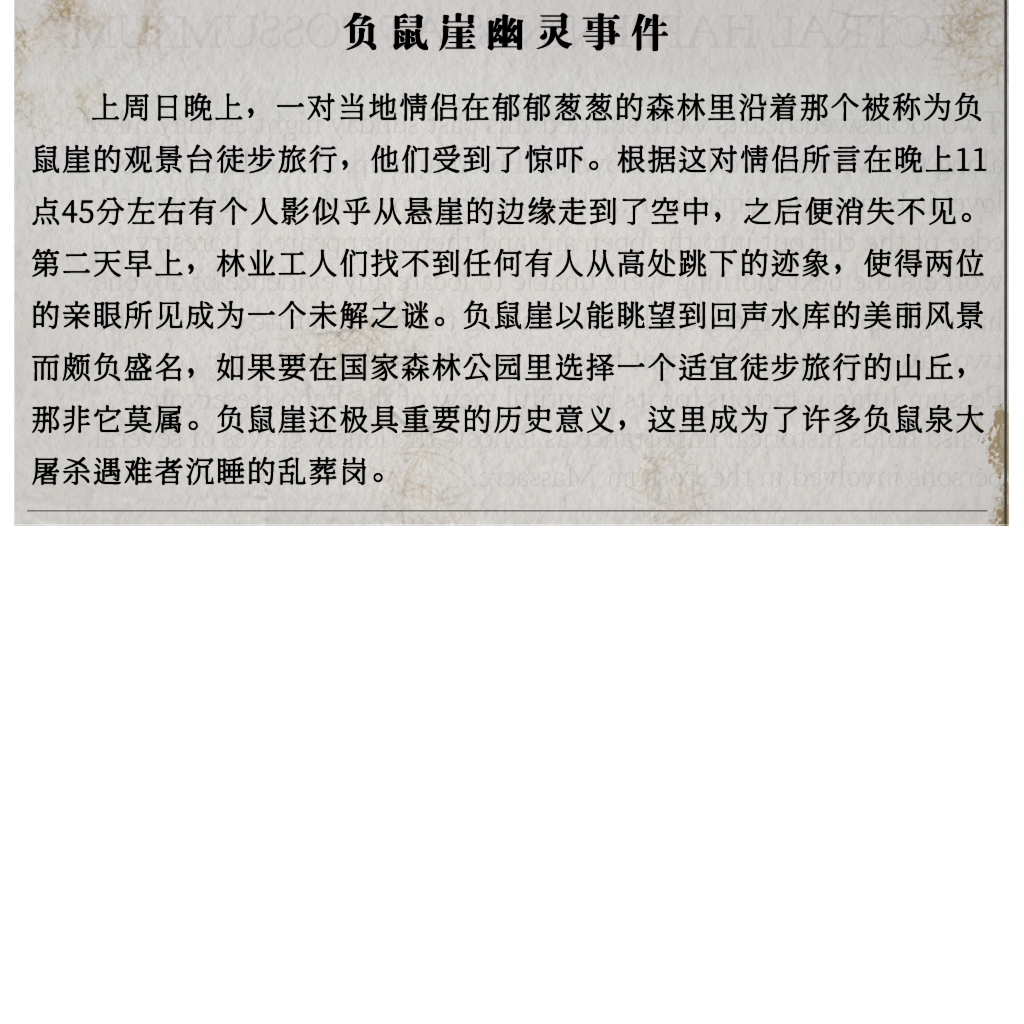 负鼠崖幽灵事件
上周日晚上，一对当地情侣在郁郁葱葱的森林里沿着那个被称为负
鼠崖的观景台徒步旅行，他们受到了惊吓。根据这对情侣所言在晚上11
点45分左右有个人影似乎从悬崖的边缘走到了空中，之后便消失不见。
第二天早上，林业工人们找不到任何有人从高处跳下的迹象，使得两位
的亲眼所见成为一个未解之谜。负鼠崖以能眺望到回声水库的美丽风景
而颇负盛名，如果要在国家森林公园里选择一个适宜徒步旅行的山丘，
那非它莫属。负鼠崖还极具重要的历史意义，这里成为了许多负鼠泉大
屠杀遇难者沉睡的乱葬岗。